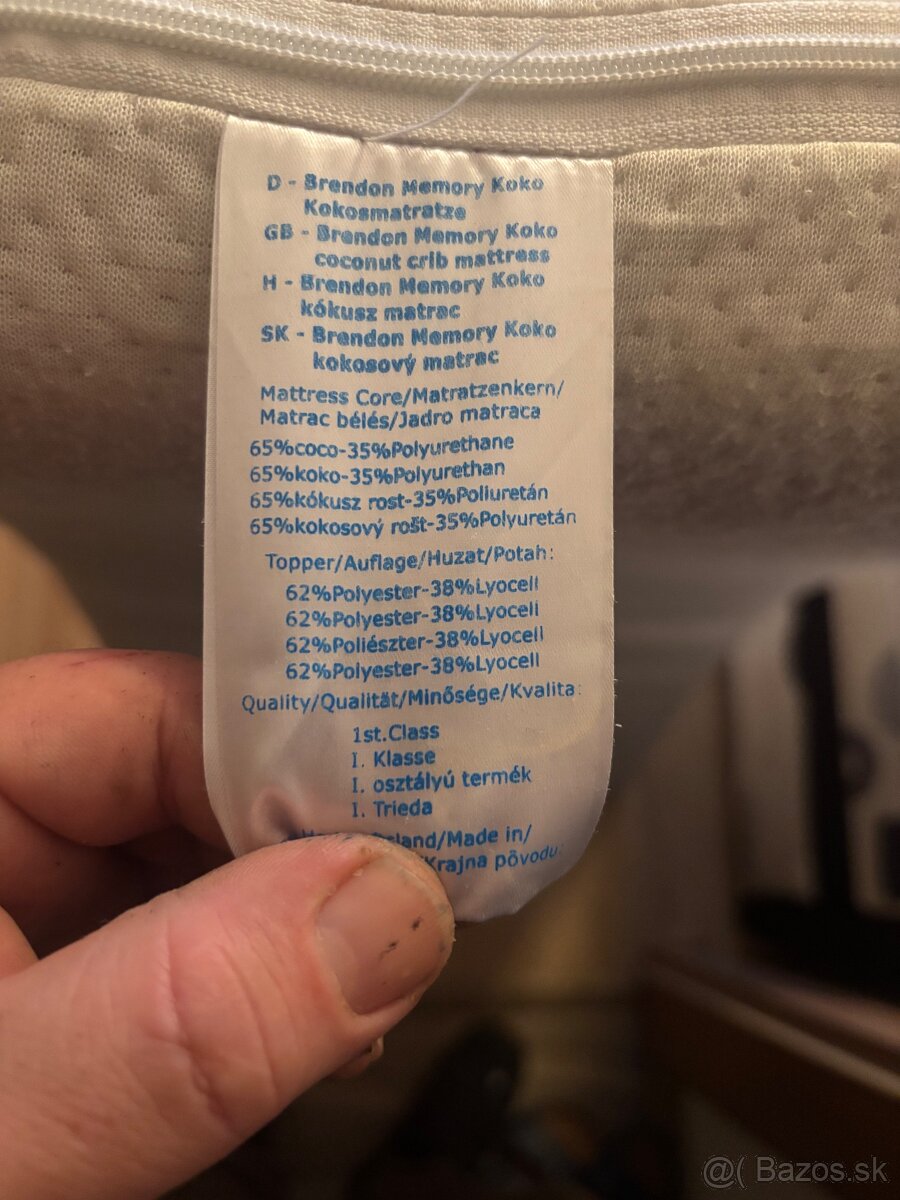 D - Brendon Memory Koko
Kokosmatratze
GB - Brendon Memory Koko
coconut crib mattress
H - Brendon Memory Koko
kókusz matrac
SK - Brendon Memory Koko
kokosový matrac
Mattress Core/Matratzenkern/
Matrac bélés/Jadro matraca
65%coco-35%Polyurethane
65%koko-35%Polyurethan
65%kókusz rost-35%Poliuretán
65%kokosový rošt-35%Polyuretán
Topper/Auflage/Huzat/Potah:
62%Polyester-38%Lyocell
62%Polyester-38%Lyocell
62%Poliészter-38%Lyocell
62%Polyester-38%Lyocell
Quality/Qualität/Minősége/Kvalita:
1st.Class
I. Klasse
I. osztályú termék
I. Trieda
/Made in/
Krajna pôvodu:
@( Bazos.sk